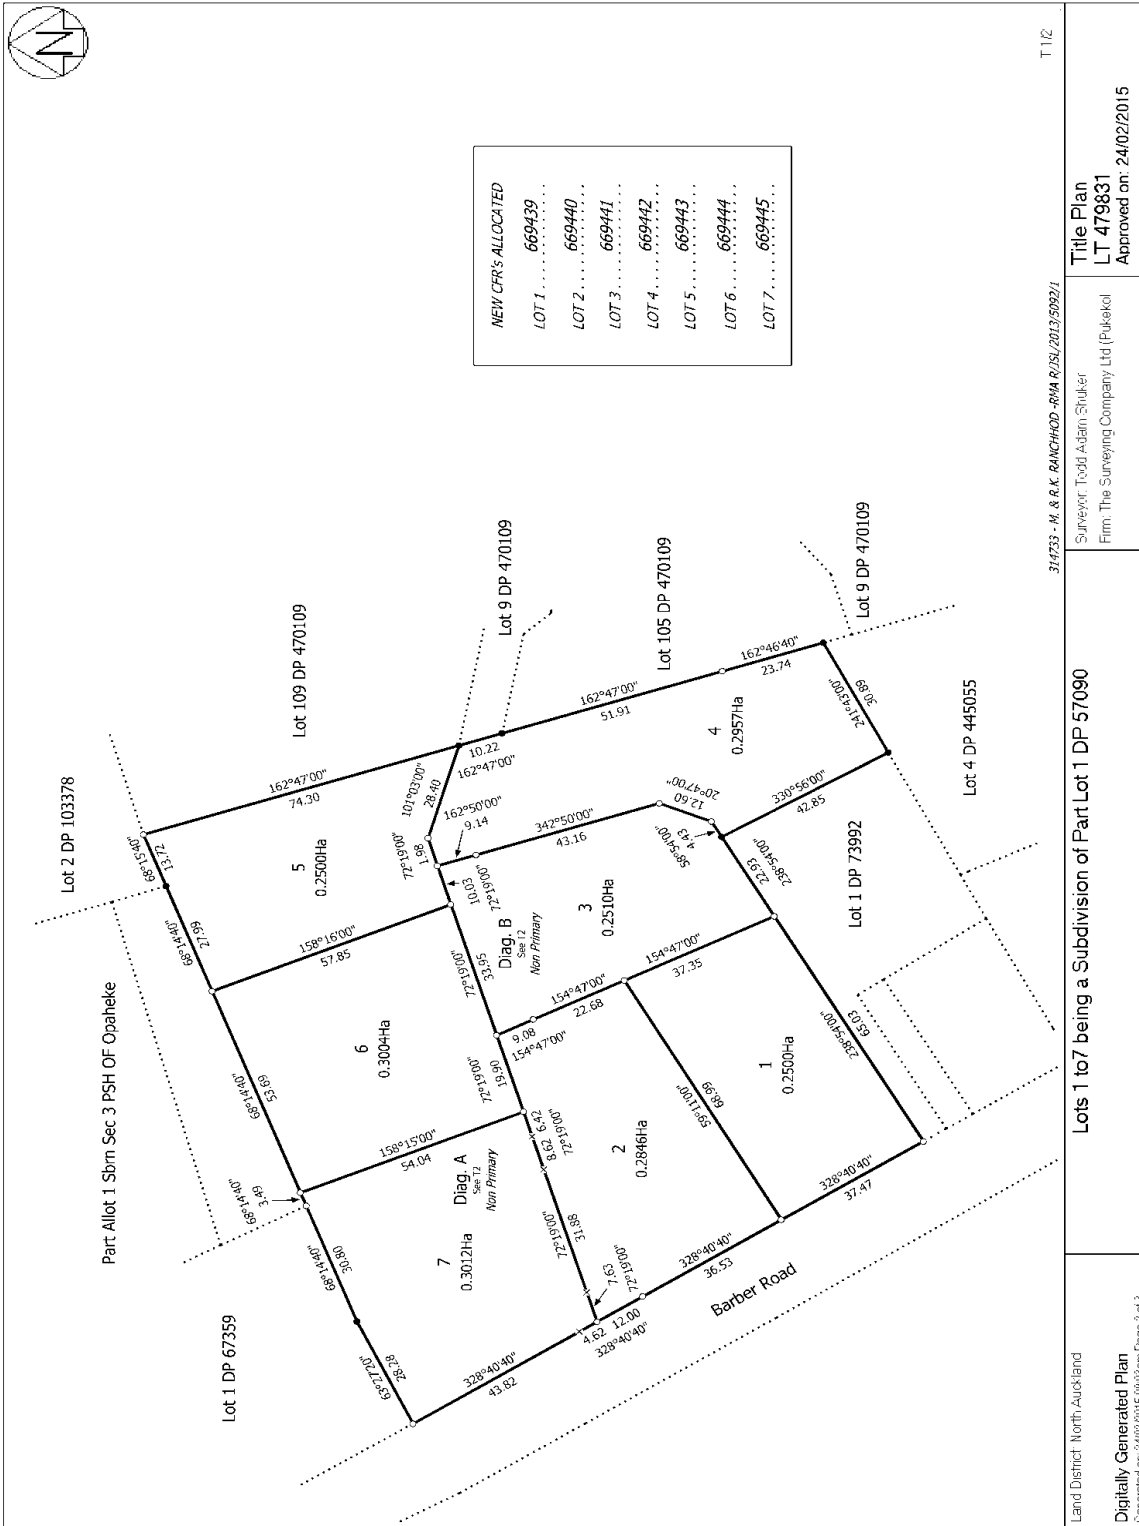 N
T 1/2
Part Allot 1 Sbrn Sec 3 PSH OF Opaheke
Lot 2 DP 103378
Lot 1 DP 67359
Lot 109 DP 470109
Lot 9 DP 470109
Lot 105 DP 470109
Lot 9 DP 470109
Lot 4 DP 445055
Lot 1 DP 73992
Barber Road
63°27'20"
28.28
68°14'40"
30.80
68°14'40"
3.49
68°14'40"
53.69
68°14'40"
27.99
68°15'40"
13.72
162°47'00"
74.30
7
0.3012Ha
Diag. A
See T2
Non Primary
158°15'00"
54.04
6
0.3004Ha
158°16'00"
57.85
5
0.2500Ha
328°40'40"
43.82
4.62
12.00
328°40'40"
7.63
72°19'00"
72°19'00"
31.88
8.62
6.42
72°19'00"
72°19'00"
19.90
72°19'00"
33.95
10.03
72°19'00"
72°19'00"
1.98
101°03'00"
28.40
10.22
162°47'00"
162°50'00"
9.14
342°50'00"
43.16
162°47'00"
51.91
162°46'40"
23.74
Diag. B
See T2
Non Primary
9.08
154°47'00"
154°47'00"
22.68
154°47'00"
37.35
3
0.2510Ha
4
0.2957Ha
20°47'00"
12.60
58°54'00"
4.43
22.93
238°54'00"
330°56'00"
42.85
241°43'00"
30.89
2
0.2846Ha
328°40'40"
36.53
59°11'00"
68.99
1
0.2500Ha
328°40'40"
37.47
238°54'00"
65.03
NEW CFR's ALLOCATED
LOT 1 . . . . 669439 . . .
LOT 2 . . . . 669440 . . .
LOT 3 . . . . 669441 . . .
LOT 4 . . . . 669442 . . .
LOT 5 . . . . 669443 . . .
LOT 6 . . . . 669444 . . .
LOT 7 . . . . 669445 . . .
314733 - M. & R.K. RANCHHOD -RMA R/JSL/2013/5092/1
Land District: North Auckland
Digitally Generated Plan
Lots 1 to7 being a Subdivision of Part Lot 1 DP 57090
Surveyor: Todd Adam Shuker
Firm: The Surveying Company Ltd (Pukekoh
Title Plan
LT 479831
Approved on: 24/02/2015